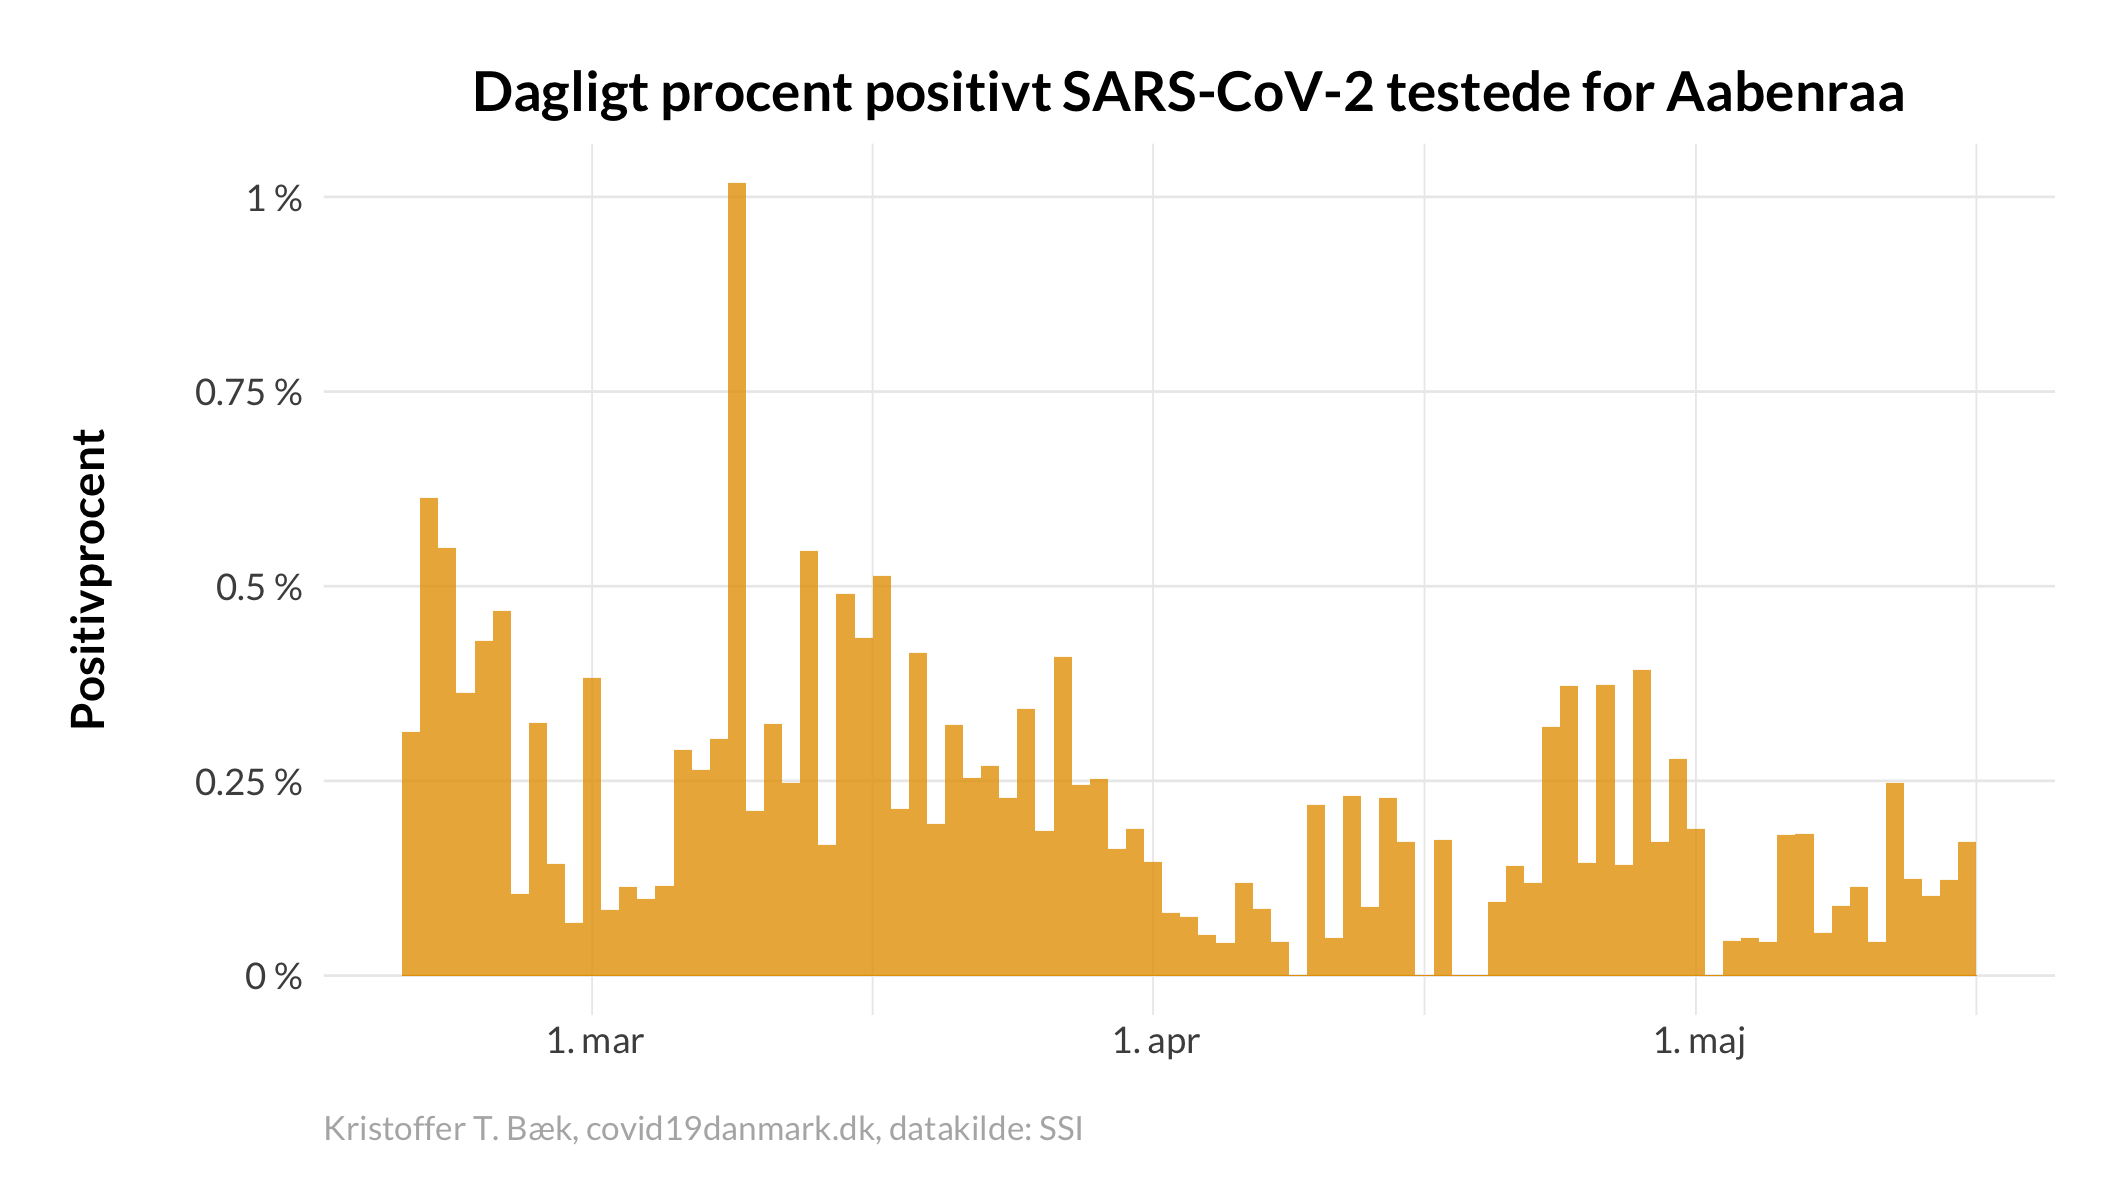 Dagligt procent positivt SARS-CoV-2 testede for Aabenraa
Positivprocent
1 %
0.75 %
0.5 %
0.25 %
0 %
1. mar
1. apr
1. maj
Kristoffer T. Bæk, covid19danmark.dk, datakilde: SSI